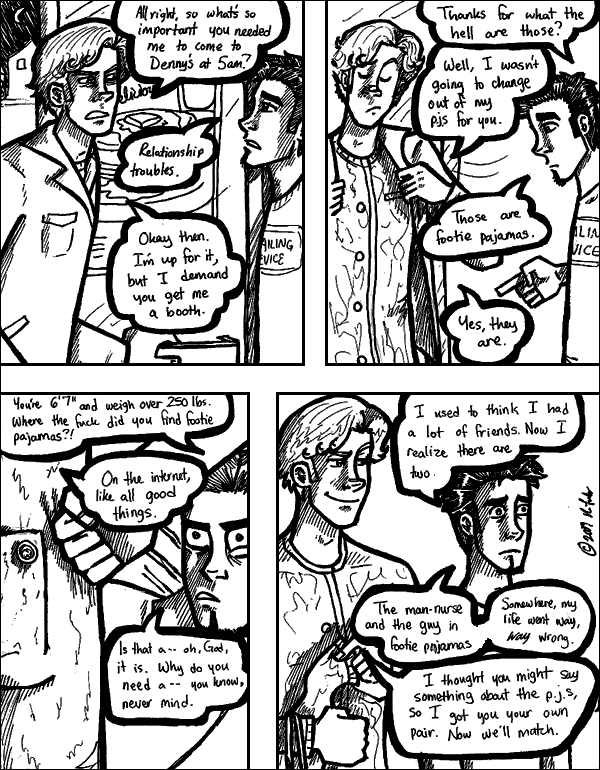 All right, so what's so
important you needed
me to come to
Denny's at 5am?
Relationship
troubles.
Okay then.
I'm up for it,
but I demand
you get me
a booth.
ALING
VICE
Thanks for what the
hell are those?
Well, I wasn't
going to change
out of my
pjs for you.
Those are
footie pajamas.
Yes, they
are.
LING
VICE
You're 6'7" and weigh over 250 lbs.
Where the fuck did you find footie
pajamas?!
On the internet,
like all good
things.
Is that a-- oh, God,
it is. Why do you
need a-- you know,
never mind.
I used to think I had
a lot of friends. Now I
realize there are
two.
The man-nurse
and the guy in
footie pajamas
Somewhere, my
life went way,
way wrong.
I thought you might say
something about the p.j.s,
so I got you your own
pair. Now we'll match.